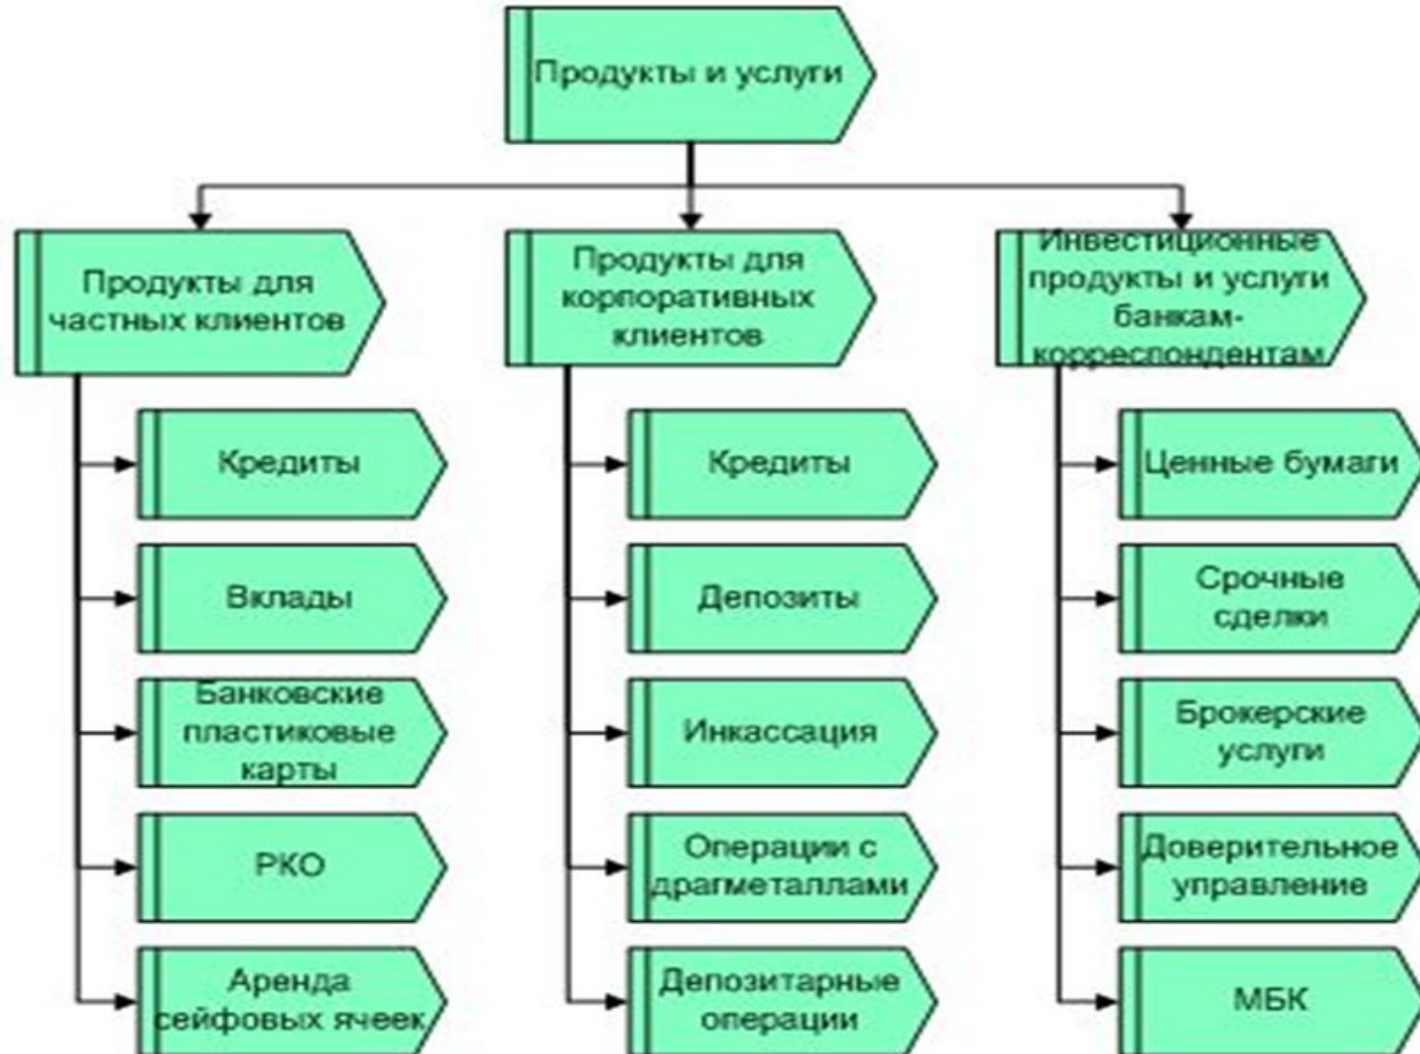 Продукты и услуги
Продукты для
частных клиентов
Кредиты
Вклады
Банковские
пластиковые
карты
РКО
Аренда
сейфовых ячеек
Продукты для
корпоративных
клиентов
Кредиты
Депозиты
Инкассация
Операции с
драгметаллами
Депозитарные
операции
Инвестиционные
продукты и услуги
банкам-
корреспондентам
Ценные бумаги
Срочные
сделки
Брокерские
услуги
Доверительное
управление
МБК